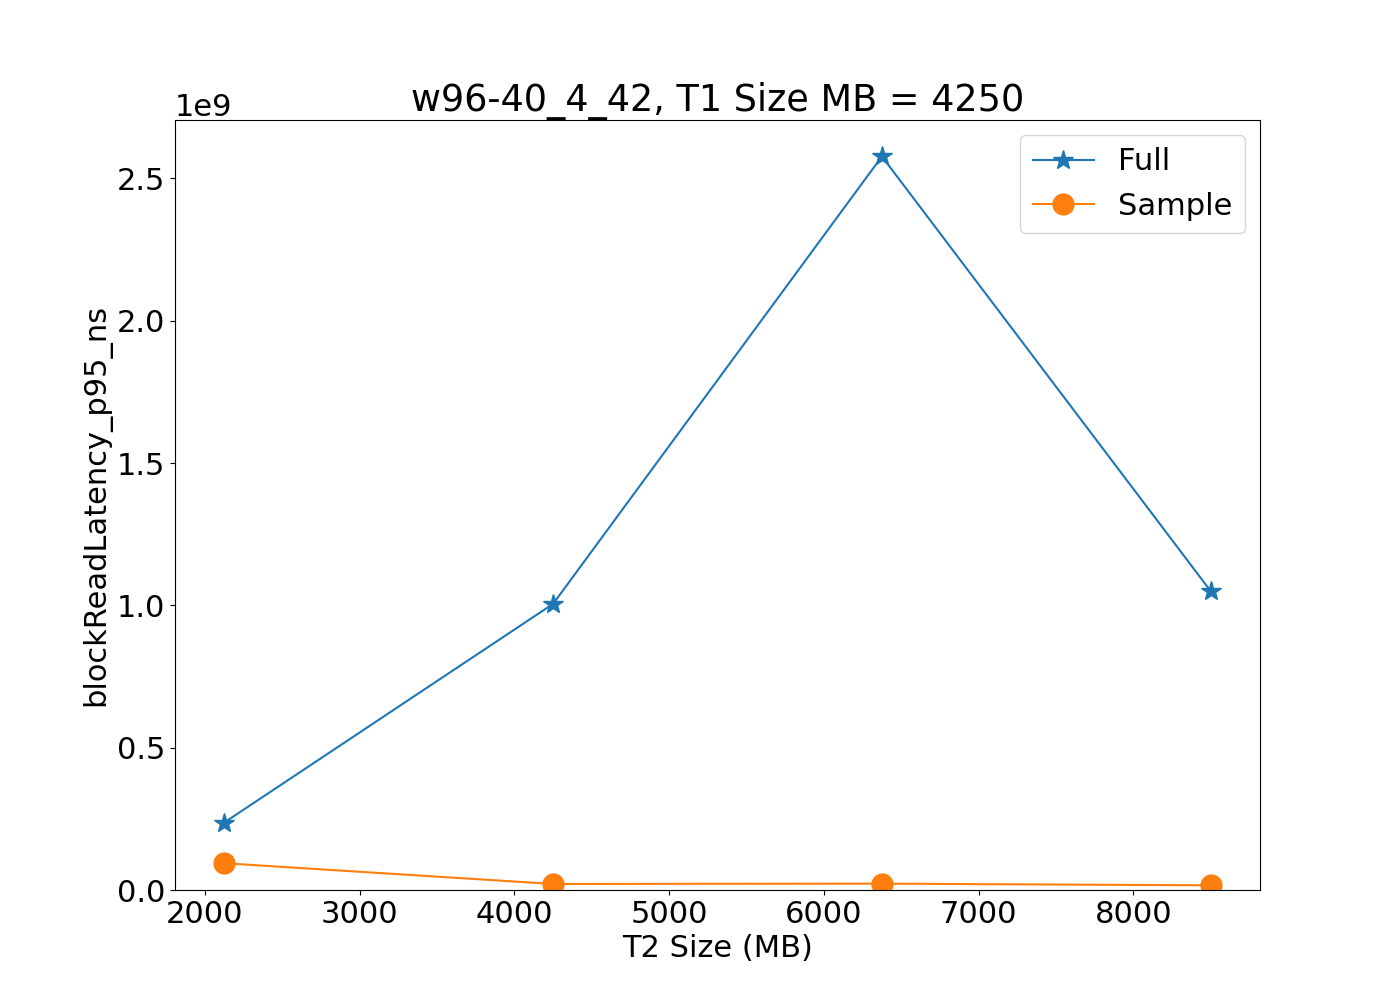 w96-40_4_42, T1 Size MB = 4250
1e9
Full
Sample
2.5
2.0
1.5
1.0
0.5
0.0
blockReadLatency_p95_ns
2000 3000 4000 5000 6000 7000 8000
T2 Size (MB)